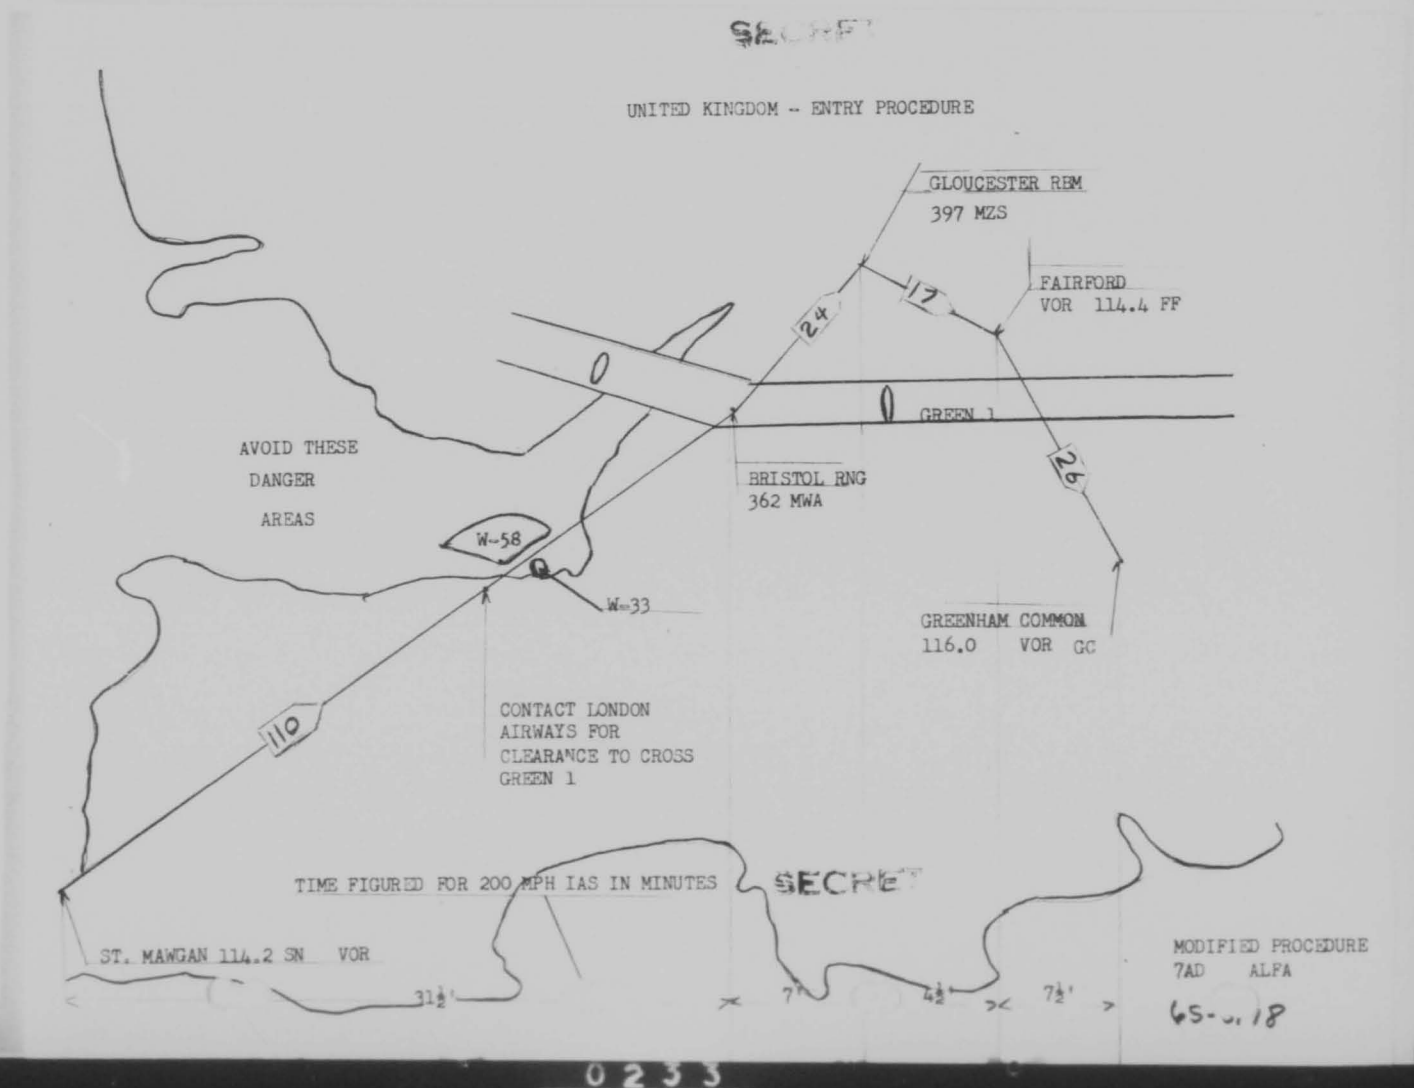 SECRET
UNITED KINGDOM -- ENTRY PROCEDURE
GLOUCESTER RBM
397 MZS
17
FAIRFORD
VOR 114.4 FF
24
GREEN 1
AVOID THESE
DANGER
AREAS
BRISTOL RNG
362 MWA
26
W-58
W-33
GREENHAM COMMON
116.0 VOR GC
110
CONTACT LONDON
AIRWAYS FOR
CLEARANCE TO CROSS
GREEN 1
TIME FIGURED FOR 200 MPH IAS IN MINUTES
SECRET
ST. MAWGAN 114.2 SN VOR
MODIFIED PROCEDURE
7AD ALFA
31½' 7' 4½' 7½'
0233